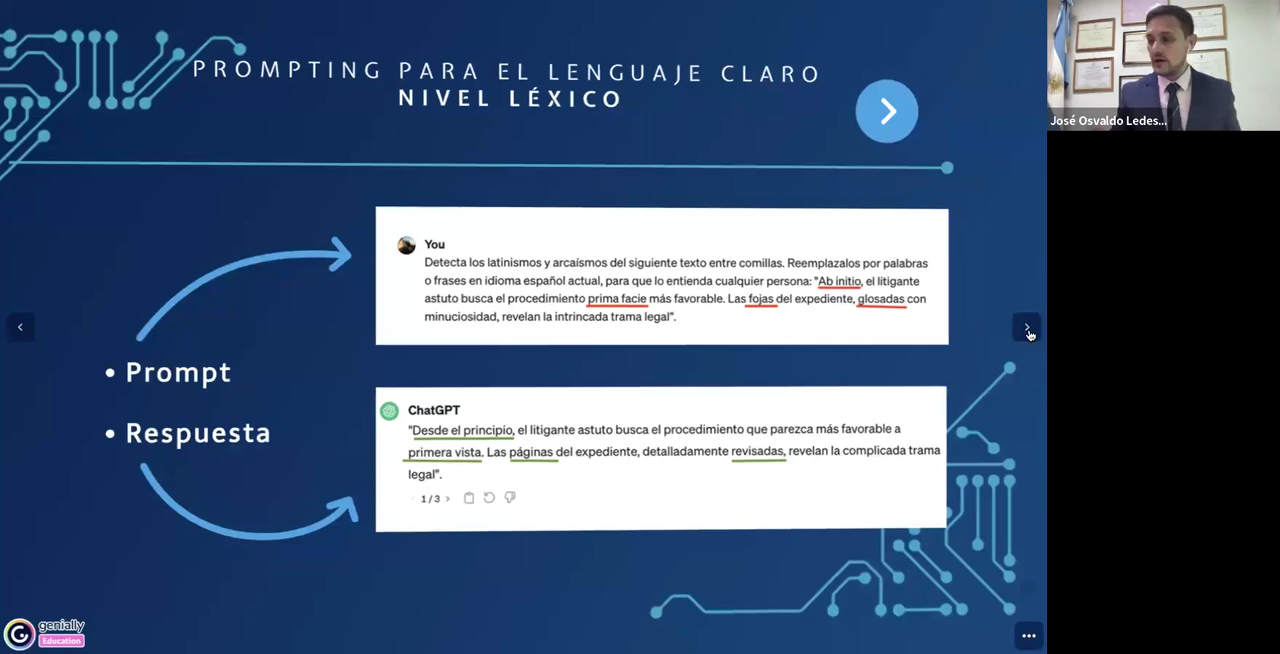 PROMPTING PARA EL LENGUAJE CLARO
NIVEL LÉXICO
José Osvaldo Ledes...
You
Detecta los latinismos y arcaísmos del siguiente texto entre comillas. Reemplazalos por palabras
o frases en idioma español actual, para que lo entienda cualquier persona: "Ab initio, el litigante
astuto busca el procedimiento prima facie más favorable. Las fojas del expediente, glosadas con
minuciosidad, revelan la intrincada trama legal".
• Prompt
• Respuesta
ChatGPT
"Desde el principio, el litigante astuto busca el procedimiento que parezca más favorable a
primera vista. Las páginas del expediente, detalladamente revisadas, revelan la complicada trama
legal".
1/3
genially
Education